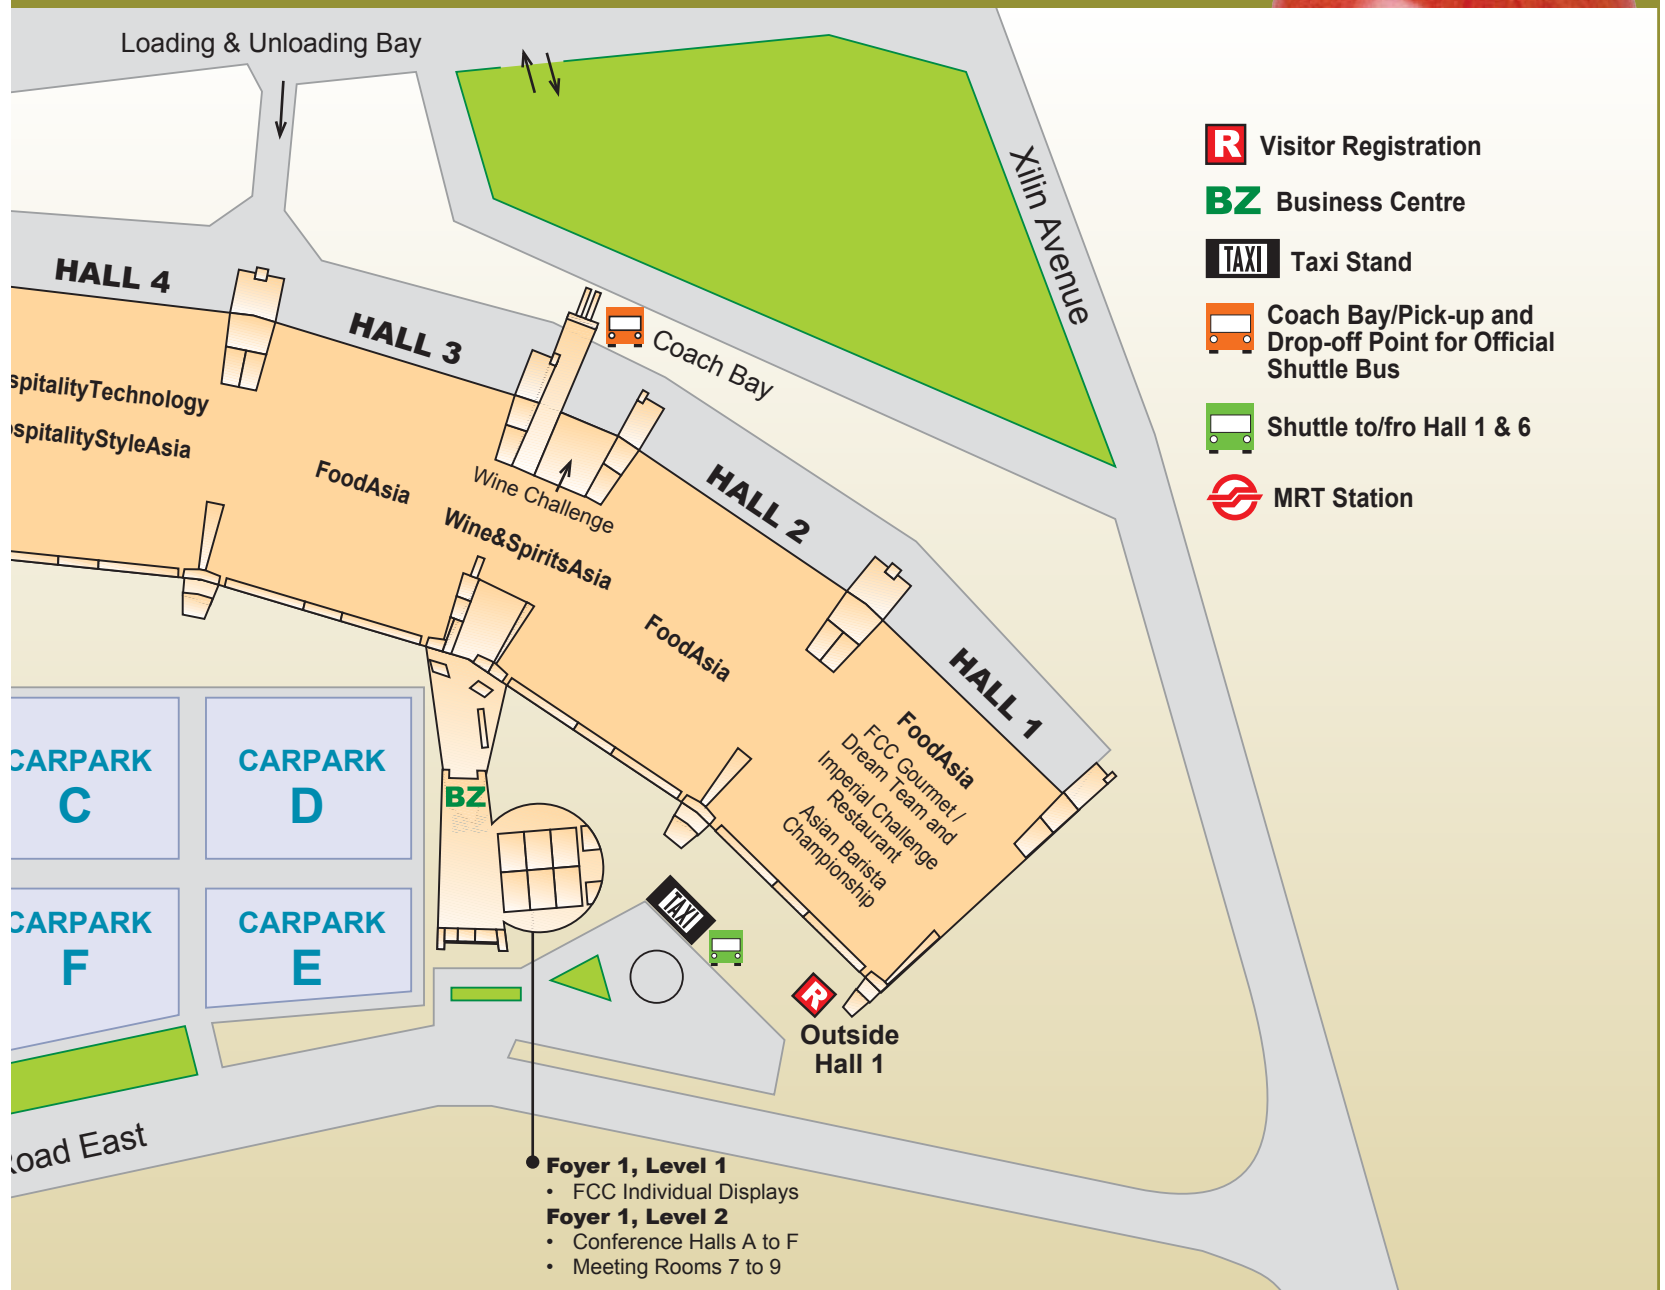 Loading & Unloading Bay
Xilin Avenue
R Visitor Registration
BZ Business Centre
TAXI Taxi Stand
Coach Bay/Pick-up and
Drop-off Point for Official
Shuttle Bus
Shuttle to/fro Hall 1 & 6
MRT Station
HALL 4
HALL 3
Coach Bay
spitalityTechnology
ospitalityStyleAsia
FoodAsia
Wine Challenge
Wine&SpiritsAsia
HALL 2
FoodAsia
HALL 1
FoodAsia
FCC Gourmet /
Dream Team and
Imperial Challenge
Restaurant
Asian Barista
Championship
CARPARK
C
CARPARK
D
BZ
CARPARK
F
CARPARK
E
TAXI
R
Outside
Hall 1
Road East
Foyer 1, Level 1
• FCC Individual Displays
Foyer 1, Level 2
• Conference Halls A to F
• Meeting Rooms 7 to 9